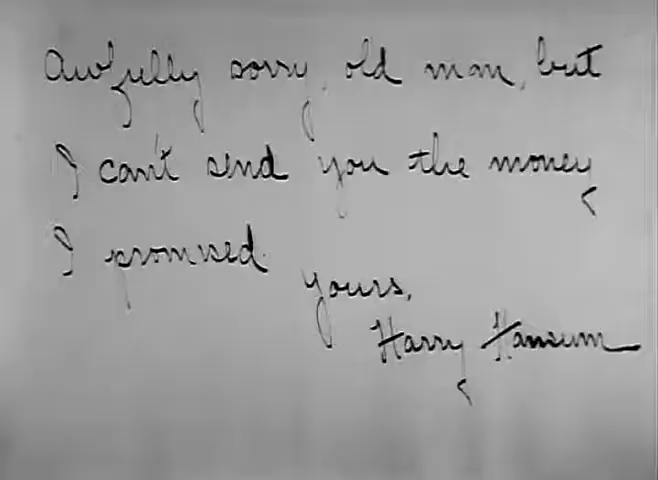 Awfully sorry, old man, but
I can't send you the money
I promised.
Yours,
Harry Hansum